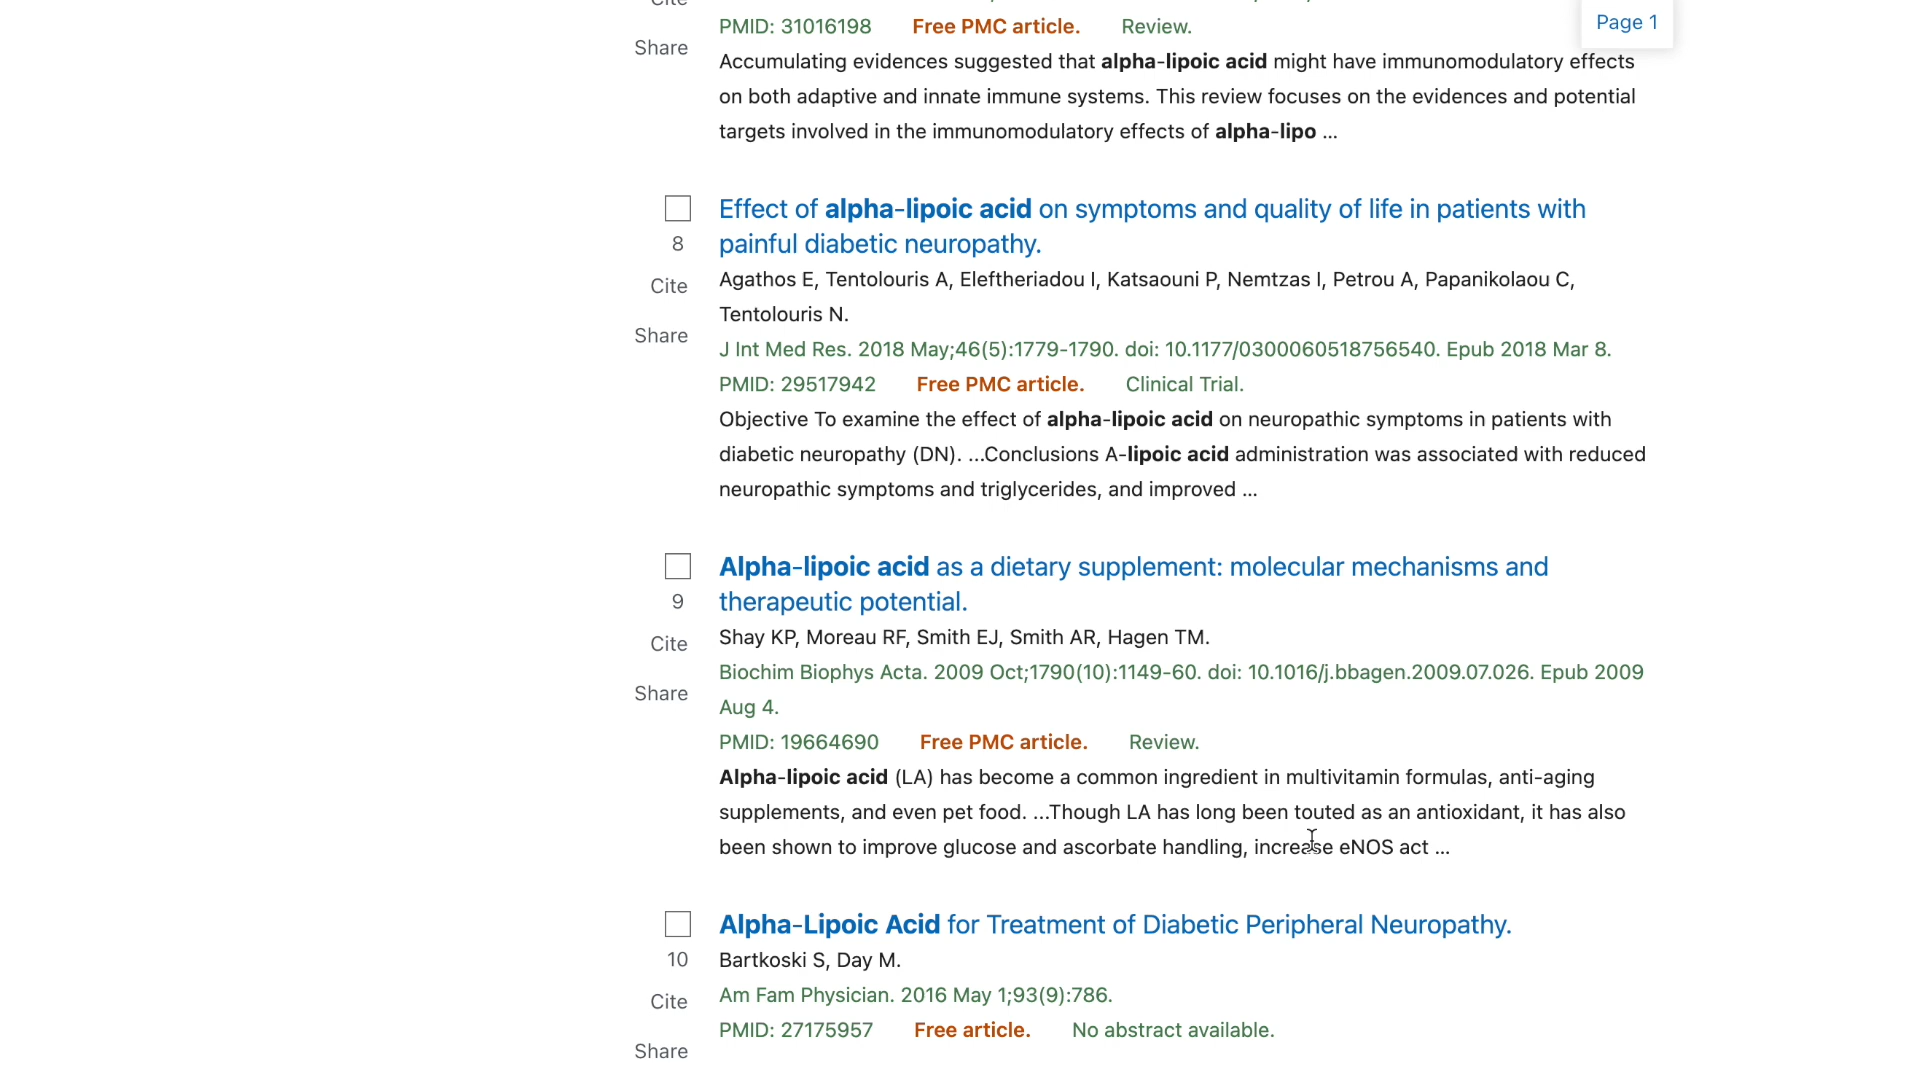 PMID: 31016198 Free PMC article. Review.
Page 1
Share
Accumulating evidences suggested that alpha-lipoic acid might have immunomodulatory effects
on both adaptive and innate immune systems. This review focuses on the evidences and potential
targets involved in the immunomodulatory effects of alpha-lipo ...
Effect of alpha-lipoic acid on symptoms and quality of life in patients with
8
painful diabetic neuropathy.
Cite
Agathos E, Tentolouris A, Eleftheriadou I, Katsaouni P, Nemtzas I, Petrou A, Papanikolaou C,
Tentolouris N.
Share
J Int Med Res. 2018 May;46(5):1779-1790. doi: 10.1177/0300060518756540. Epub 2018 Mar 8.
PMID: 29517942 Free PMC article. Clinical Trial.
Objective To examine the effect of alpha-lipoic acid on neuropathic symptoms in patients with
diabetic neuropathy (DN). ...Conclusions A-lipoic acid administration was associated with reduced
neuropathic symptoms and triglycerides, and improved ...
Alpha-lipoic acid as a dietary supplement: molecular mechanisms and
9
therapeutic potential.
Cite
Shay KP, Moreau RF, Smith EJ, Smith AR, Hagen TM.
Biochim Biophys Acta. 2009 Oct;1790(10):1149-60. doi: 10.1016/j.bbagen.2009.07.026. Epub 2009
Share
Aug 4.
PMID: 19664690 Free PMC article. Review.
Alpha-lipoic acid (LA) has become a common ingredient in multivitamin formulas, anti-aging
supplements, and even pet food. ...Though LA has long been touted as an antioxidant, it has also
been shown to improve glucose and ascorbate handling, increase eNOS act ...
Alpha-Lipoic Acid for Treatment of Diabetic Peripheral Neuropathy.
10
Bartkoski S, Day M.
Cite
Am Fam Physician. 2016 May 1;93(9):786.
PMID: 27175957 Free article. No abstract available.
Share